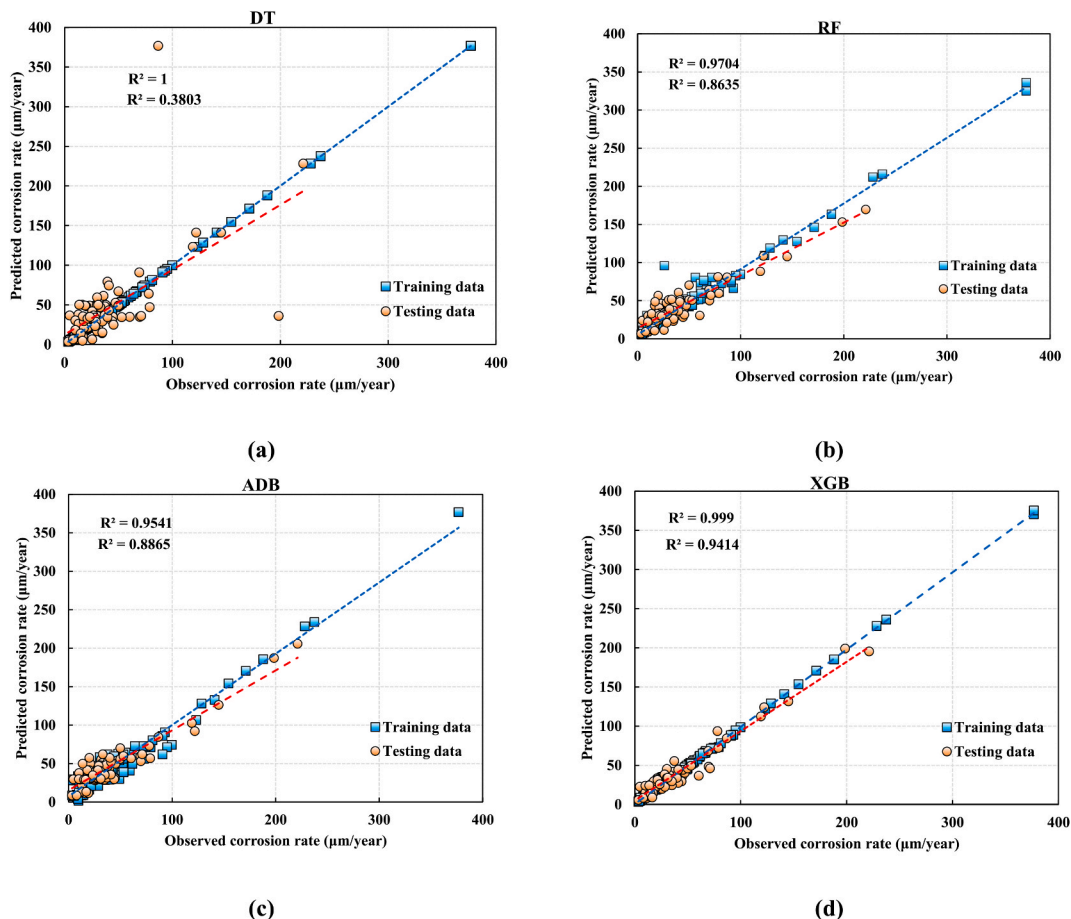 DT
400
350
300
250
200
150
100
50
0
0
100
200
300
400
R² = 1
R² = 0.3803
Training data
Testing data
Predicted corrosion rate (µm/year)
Observed corrosion rate (µm/year)
(a)
RF
400
350
300
250
200
150
100
50
0
0
100
200
300
400
R² = 0.9704
R² = 0.8635
Training data
Testing data
Predicted corrosion rate (µm/year)
Observed corrosion rate (µm/year)
(b)
ADB
400
350
300
250
200
150
100
50
0
0
100
200
300
400
R² = 0.9541
R² = 0.8865
Training data
Testing data
Predicted corrosion rate (µm/year)
Observed corrosion rate (µm/year)
(c)
XGB
400
350
300
250
200
150
100
50
0
0
100
200
300
400
R² = 0.999
R² = 0.9414
Training data
Testing data
Predicted corrosion rate (µm/year)
Observed corrosion rate (µm/year)
(d)